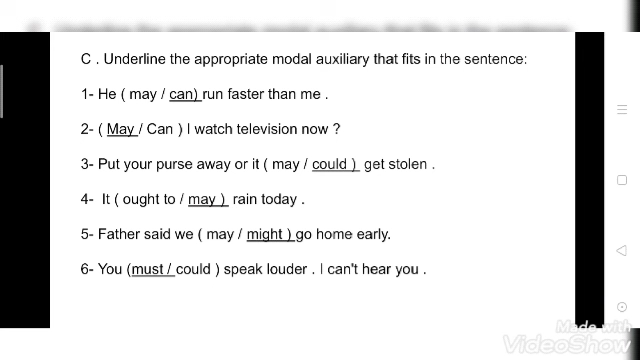 C . Underline the appropriate modal auxiliary that fits in the sentence:
1- He ( may / can) run faster than me .
2- ( May / Can ) I watch television now ?
3- Put your purse away or it ( may / could ) get stolen .
4- It ( ought to / may ) rain today .
5- Father said we ( may / might ) go home early.
6- You (must / could ) speak louder . I can't hear you .
Made with
VideoShow